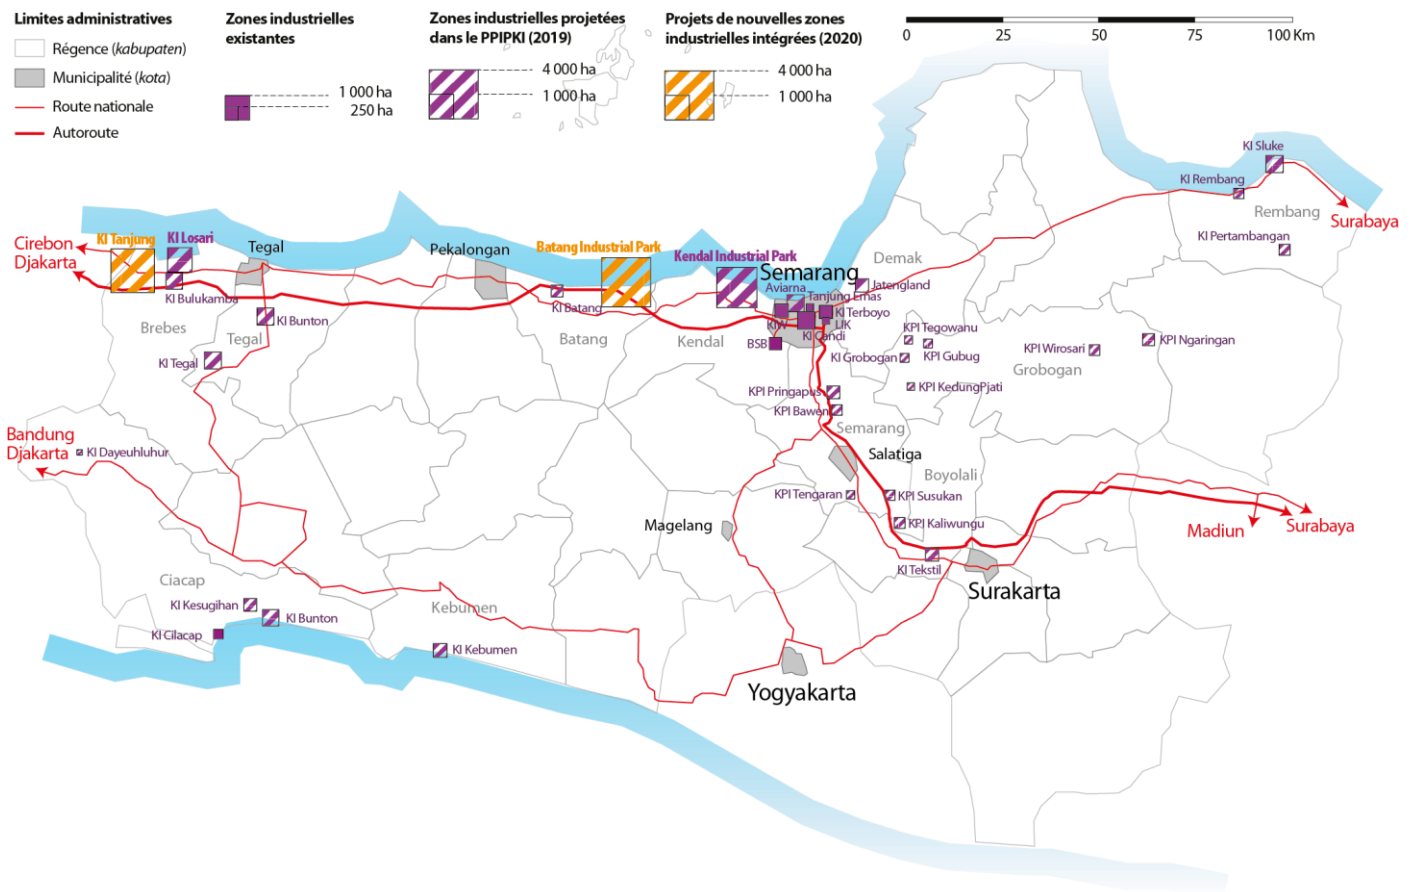 Limites administratives
Régence (kabupaten)
Municipalité (kota)
Route nationale
Autoroute
Zones industrielles
existantes
1 000 ha
250 ha
Zones industrielles projetées
dans le PPIPKI (2019)
4 000 ha
1 000 ha
Projets de nouvelles zones
industrielles intégrées (2020)
4 000 ha
1 000 ha
0 25 50 75 100 Km
KI Sluke
KI Rembang
Rembang
Surabaya
KI Pertambangan
Cirebon
Djakarta
KI Tanjung
KI Losari
Tegal
Pekalongan
Batang Industrial Park
Kendal Industrial Park
Semarang
Demak
Jatengland
Aviarna
Tanjung Emas
KI Bulukamba
KI Batang
KI Terboyo
KI Bunton
KIW
LIK
KI Candi
Brebes
Tegal
Batang
Kendal
BSB
KPI Tegowanu
KI Grobogan
KPI Gubug
KPI Wirosari
KPI Ngaringan
Grobogan
KI Tegal
KPI KedungPjati
KPI Pringapus
KPI Bawen
Semarang
Bandung
Djakarta
KI Dayeuhluhur
Salatiga
Boyolali
KPI Tengaran
KPI Susukan
Magelang
KPI Kaliwungu
Madiun
Surabaya
KI Tekstil
Surakarta
Ciacap
KI Kesugihan
KI Bunton
Kebumen
KI Cilacap
KI Kebumen
Yogyakarta